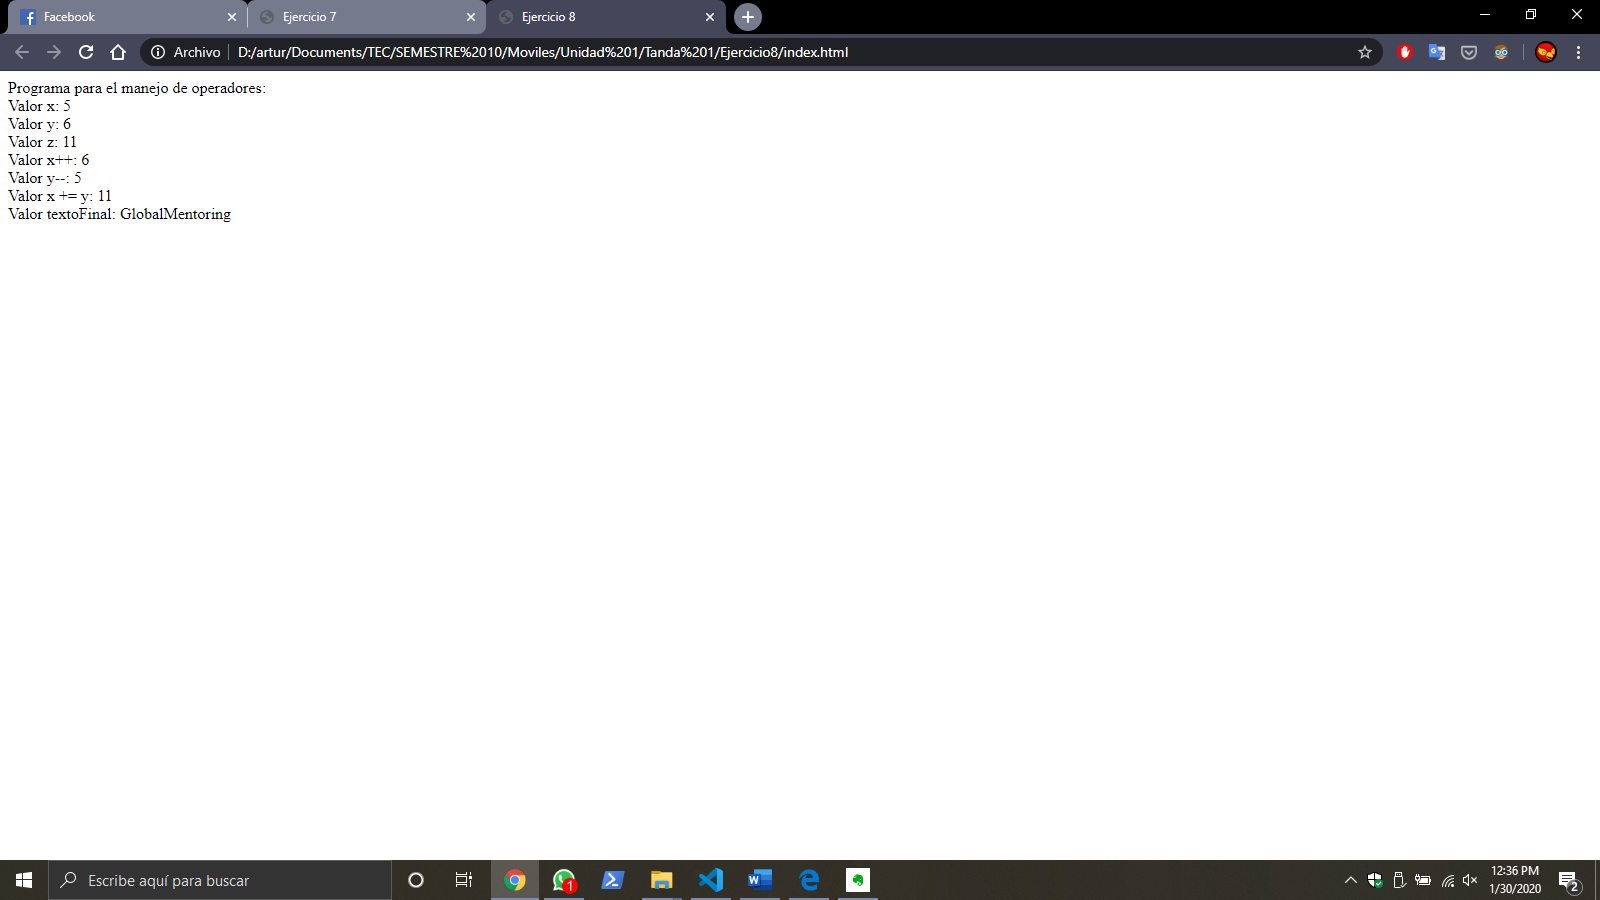 Facebook
Ejercicio 7
Ejercicio 8
Archivo
D:/artur/Documents/TEC/SEMESTRE%2010/Moviles/Unidad%201/Tanda%201/Ejercicio8/index.html
Programa para el manejo de operadores:
Valor x: 5
Valor y: 6
Valor z: 11
Valor x++: 6
Valor y--: 5
Valor x += y: 11
Valor textoFinal: GlobalMentoring
Escribe aquí para buscar
1
12:36 PM
1/30/2020
2